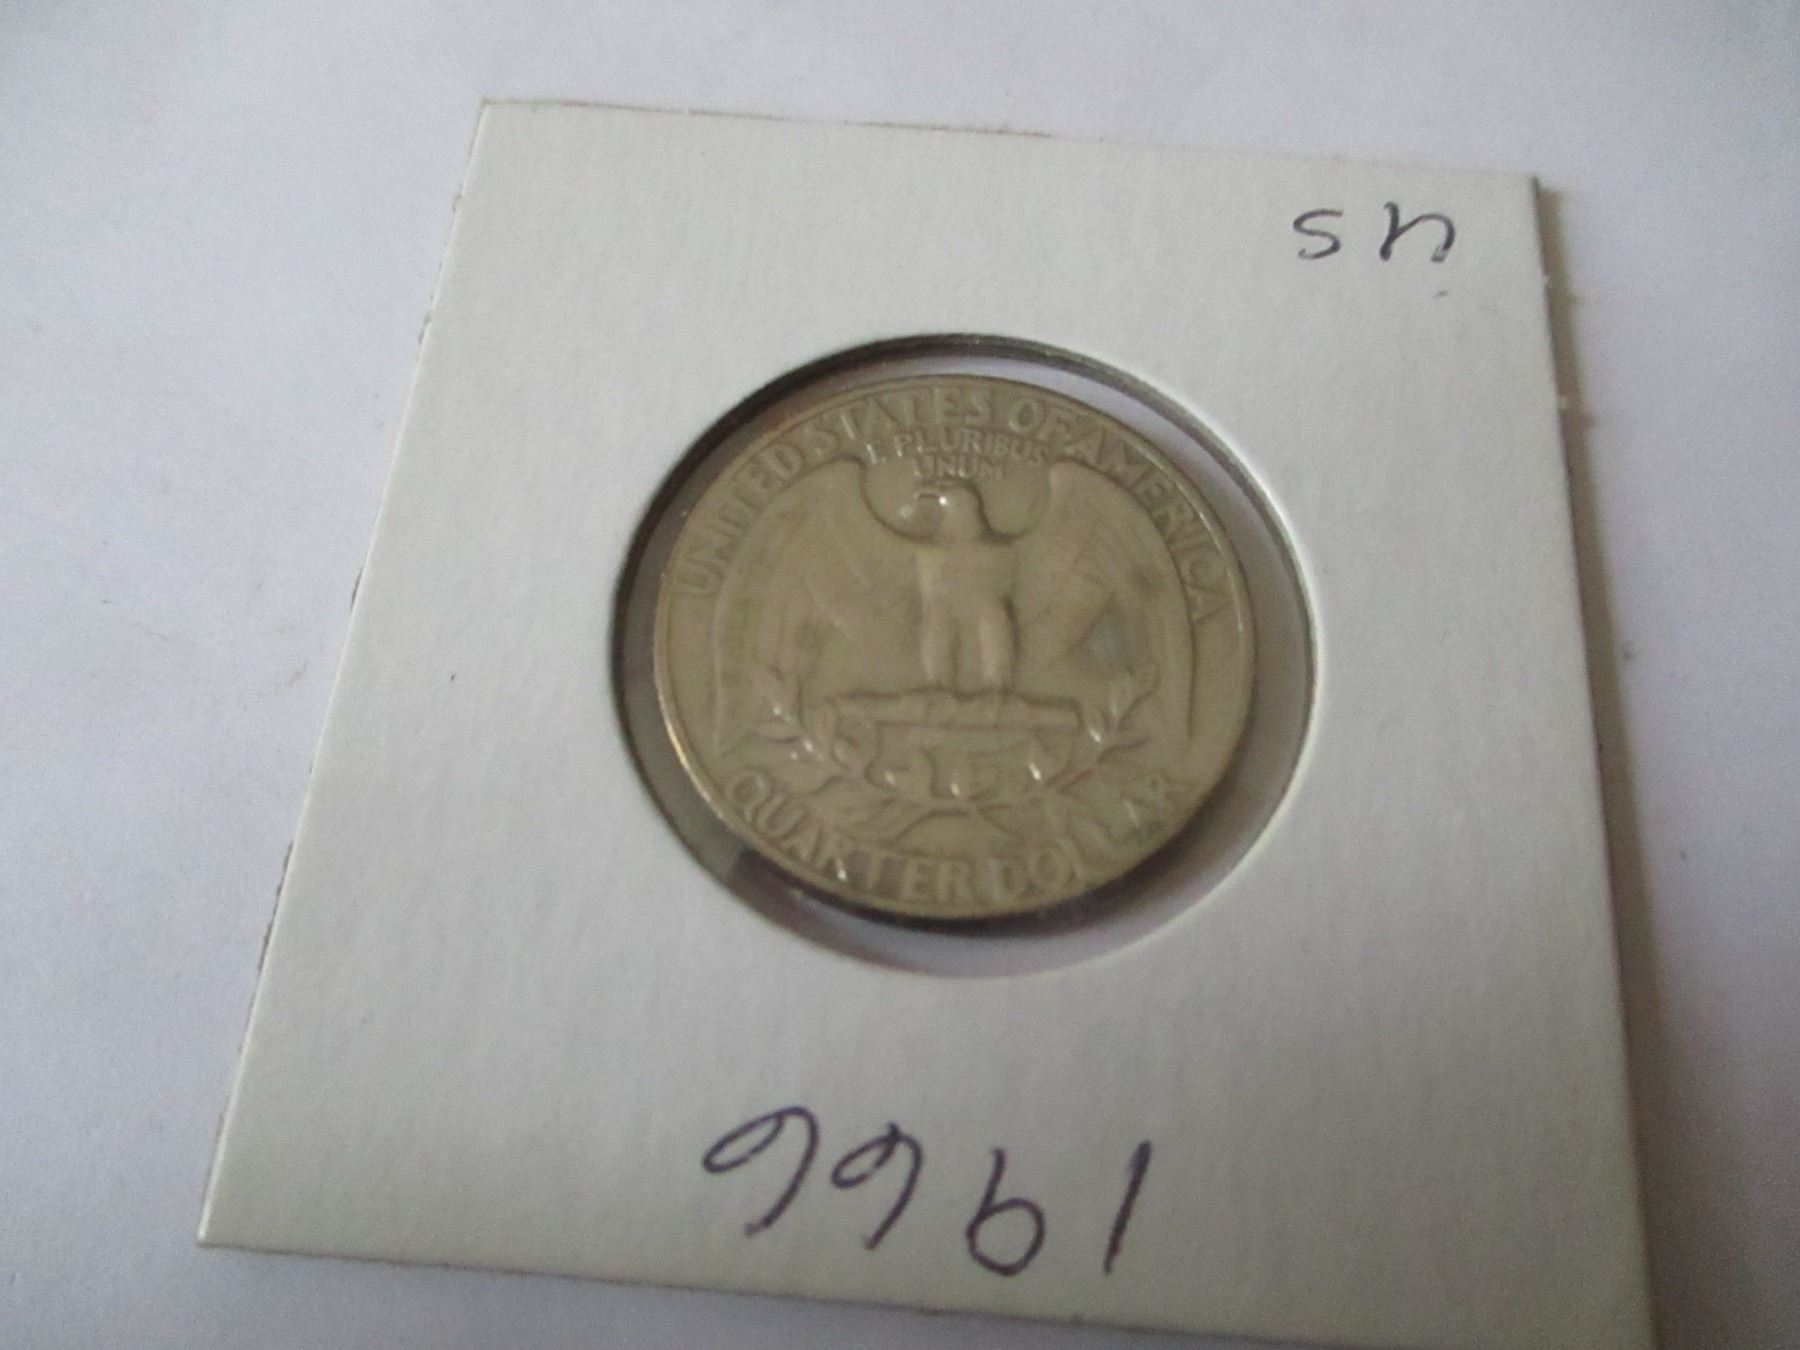 US
UNITED STATES OF AMERICA
E PLURIBUS
UNUM
QUARTER DOLLAR
1966